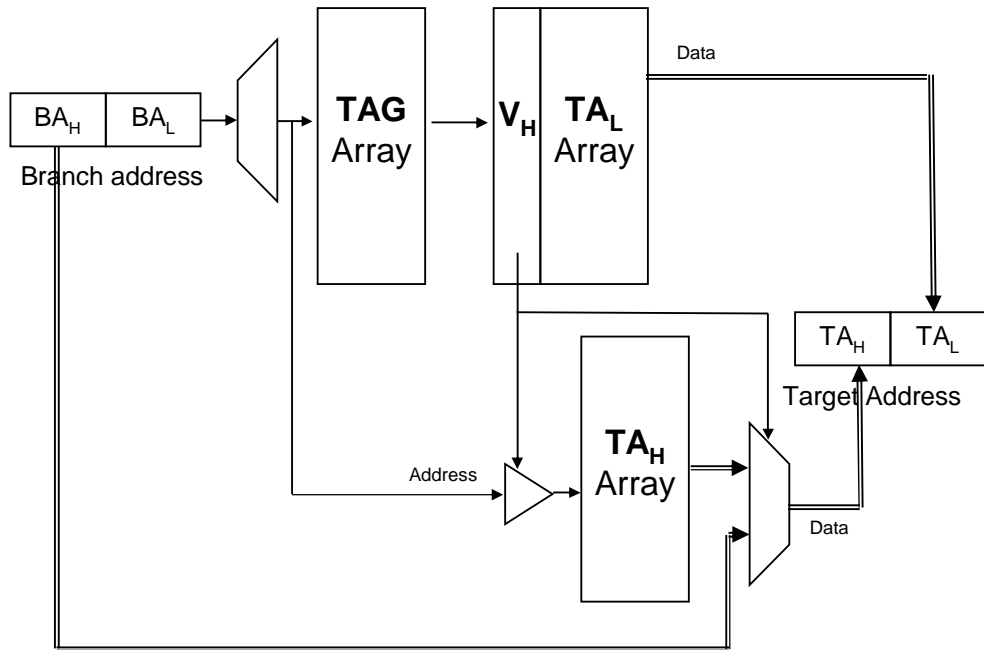 Data
BA_H BA_L
Branch address
TAG
Array
V_H
TA_L
Array
TA_H TA_L
Target Address
TA_H
Array
Address
Data